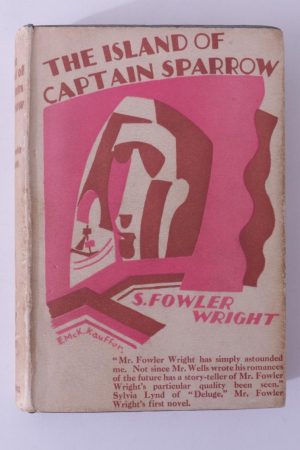 THE ISLAND OF
CAPTAIN SPARROW
S. FOWLER
WRIGHT
E. McK. Kauffer.
"Mr. Fowler Wright has simply astounded
me. Not since Mr. Wells wrote his romances
of the future has a story-teller of Mr. Fowler
Wright's particular quality been seen."
Sylvia Lynd of "Deluge," Mr. Fowler
Wright's first novel.